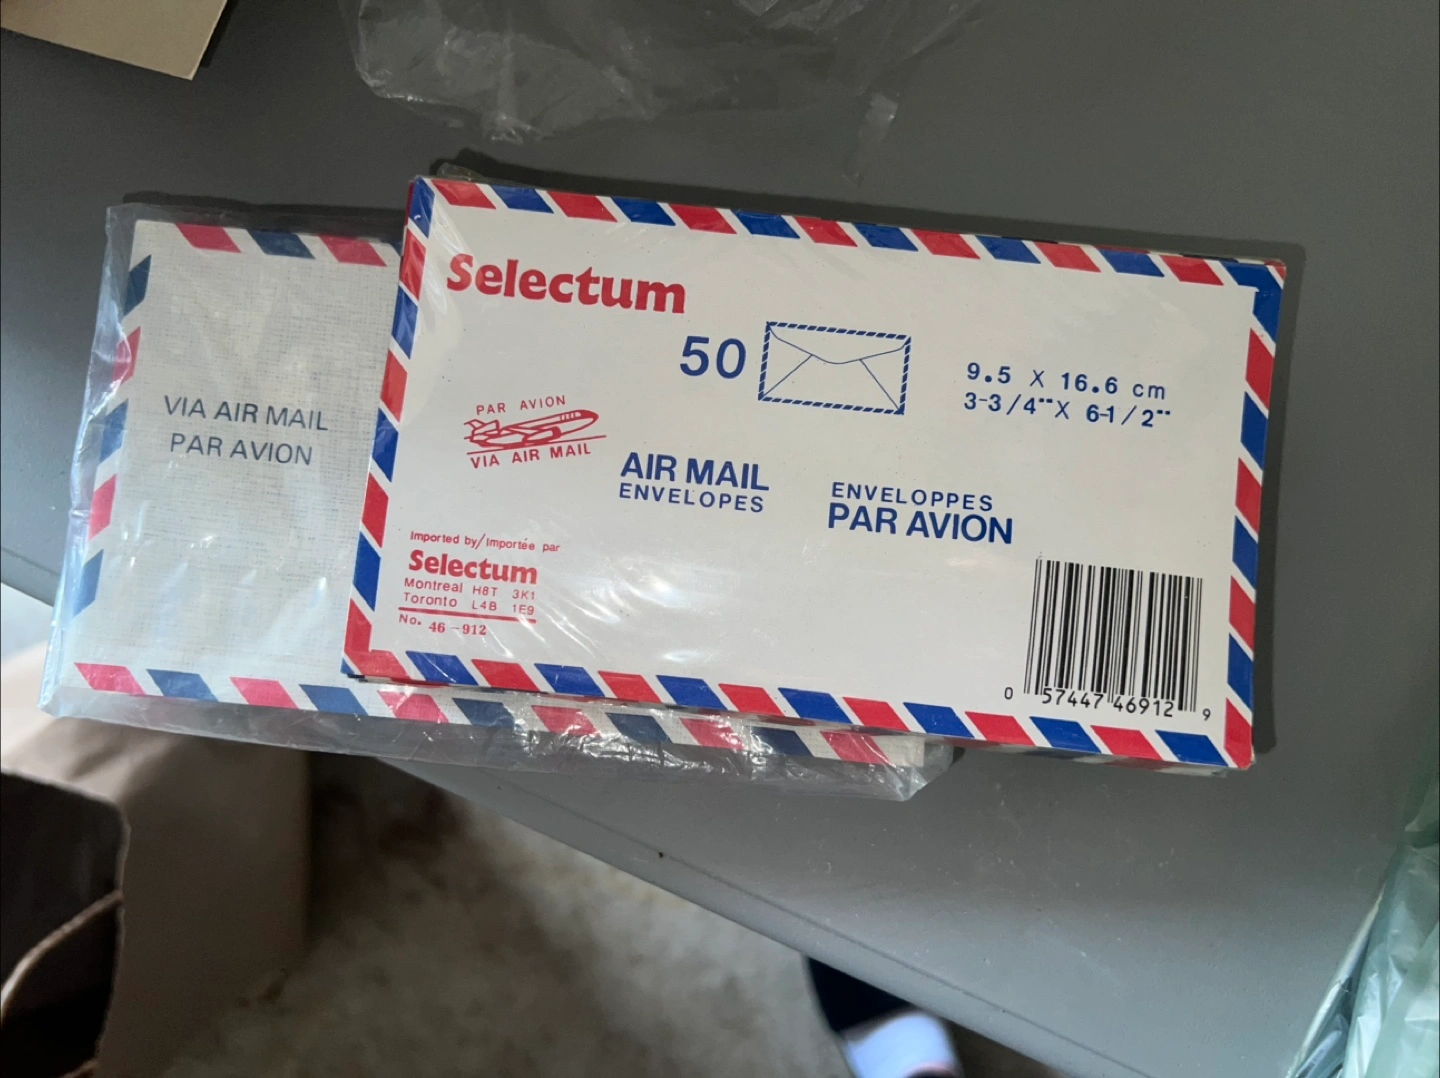 VIA AIR MAIL
PAR AVION
Selectum
50
9.5 X 16.6 cm
3-3/4" X 6-1/2"
PAR AVION
VIA AIR MAIL
AIR MAIL
ENVELOPES
ENVELOPPES
PAR AVION
Imported by/Importée par
Selectum
Montreal H8T 3K1
Toronto L4B 1E9
No. 46-912
0 57447 46912 9